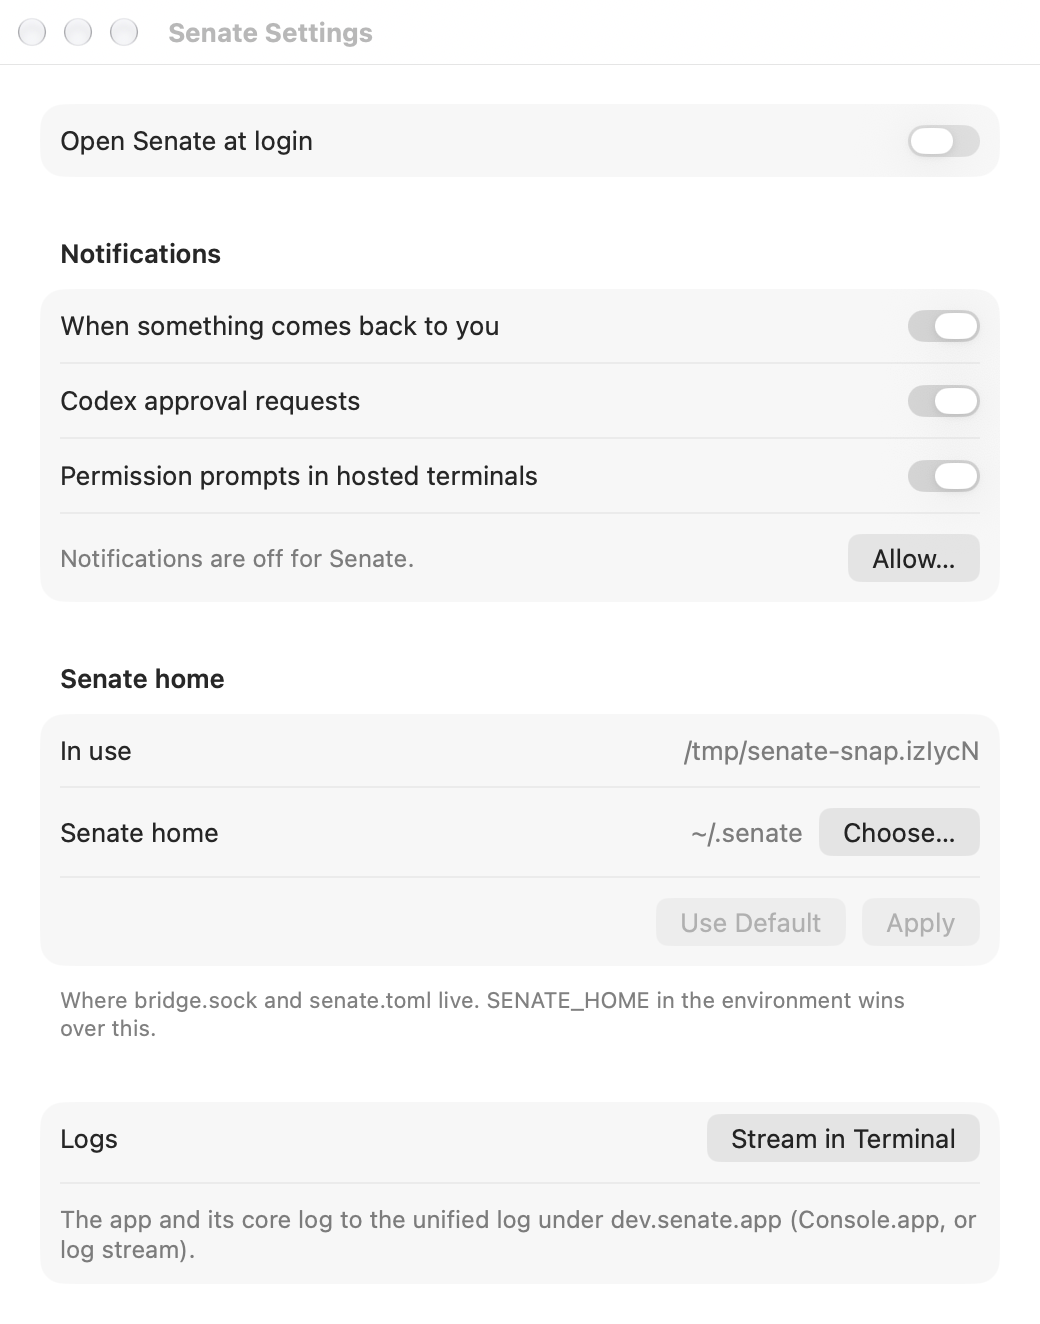 Senate Settings
Open Senate at login
Notifications
When something comes back to you
Codex approval requests
Permission prompts in hosted terminals
Notifications are off for Senate.
Allow...
Senate home
In use
/tmp/senate-snap.izIycN
Senate home
~/.senate
Choose...
Use Default
Apply
Where bridge.sock and senate.toml live. SENATE_HOME in the environment wins
over this.
Logs
Stream in Terminal
The app and its core log to the unified log under dev.senate.app (Console.app, or
log stream).